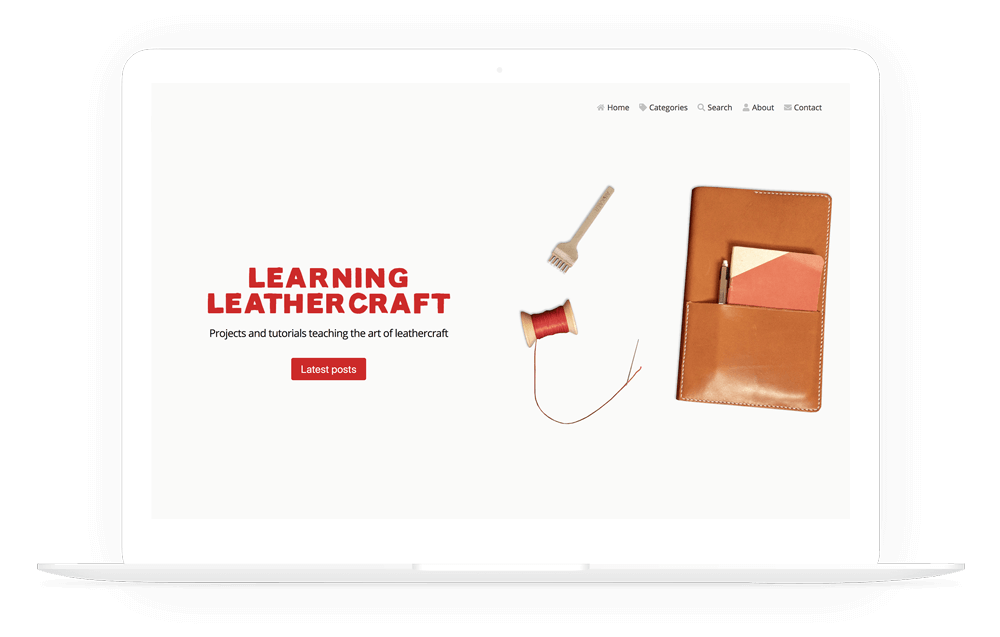 Home Categories Search About Contact
LEARNING
LEATHERCRAFT
Projects and tutorials teaching the art of leathercraft
Latest posts